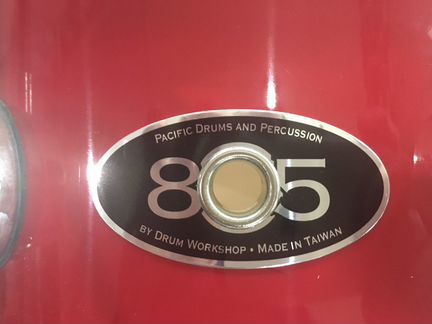 PACIFIC DRUMS AND PERCUSSION
805
BY DRUM WORKSHOP • MADE IN TAIWAN